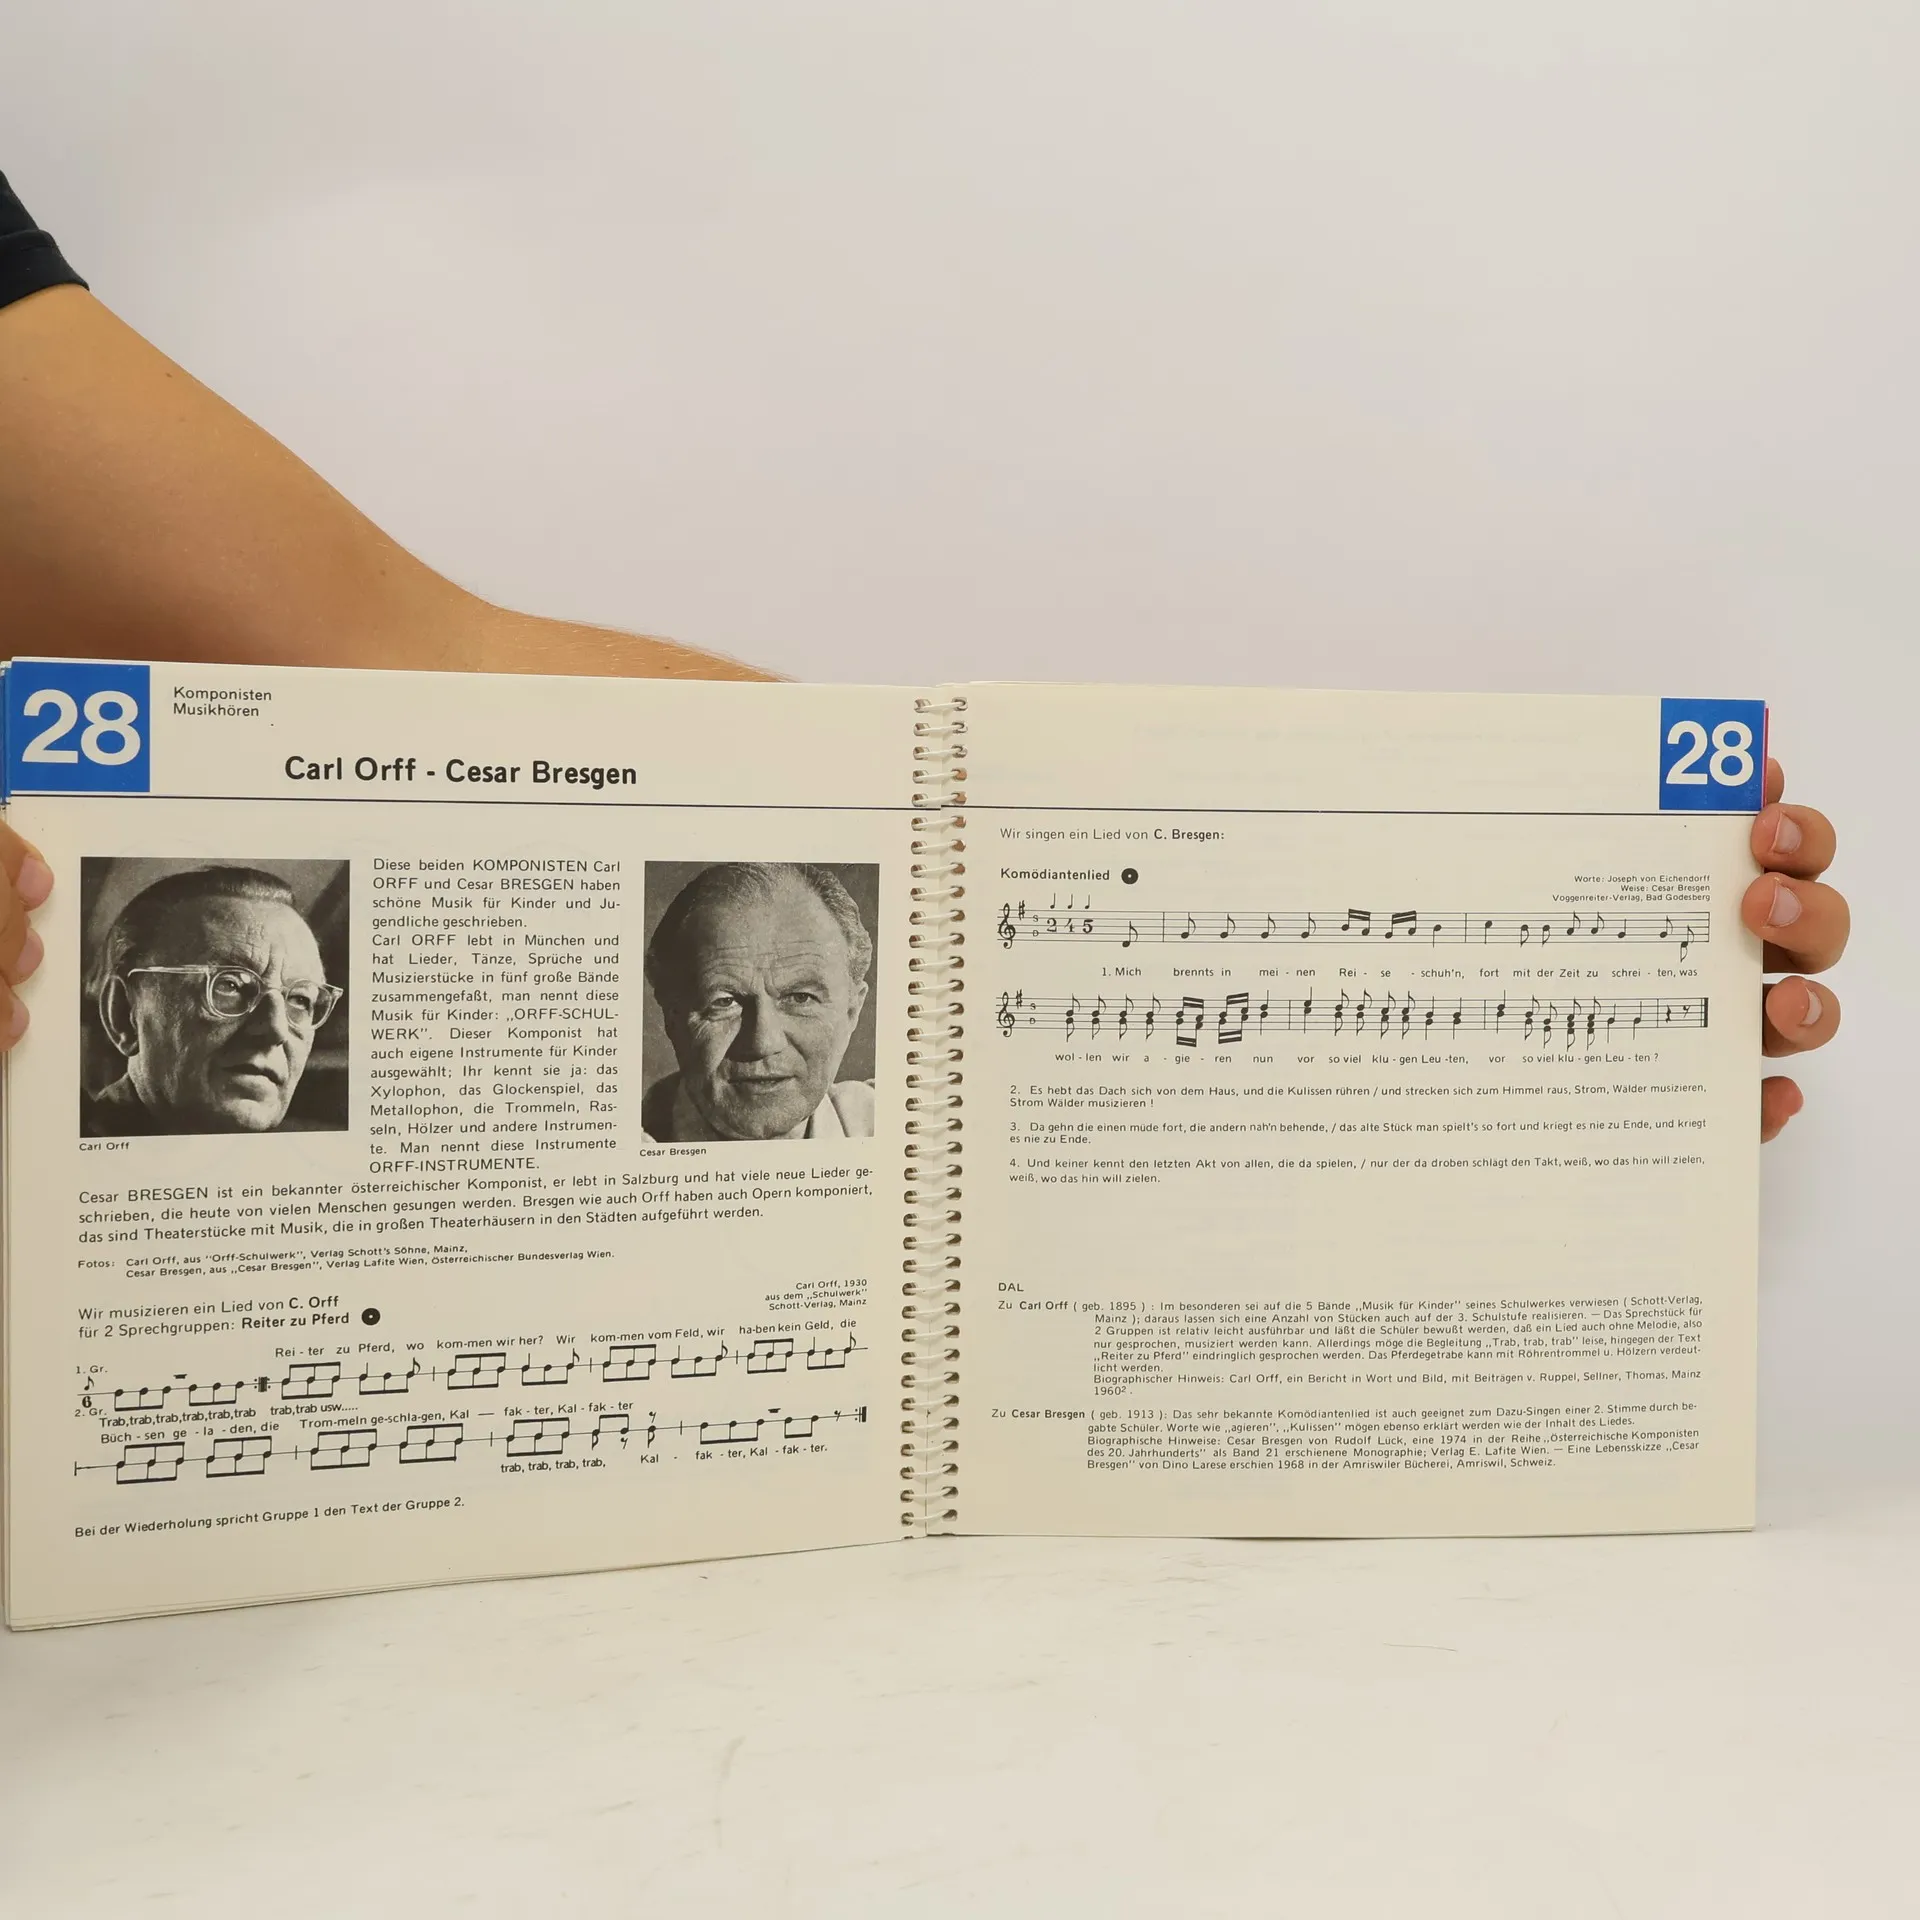 28
Komponisten
Musikhören
Carl Orff - Cesar Bresgen
Diese beiden KOMPONISTEN Carl
ORFF und Cesar BRESGEN haben
schöne Musik für Kinder und Ju-
gendliche geschrieben.
Carl ORFF lebt in München und
hat Lieder, Tänze, Sprüche und
Musizierstücke in fünf große Bände
zusammengefaßt, man nennt diese
Musik für Kinder: „ORFF-SCHUL-
WERK". Dieser Komponist hat
auch eigene Instrumente für Kinder
ausgewählt; Ihr kennt sie ja: das
Xylophon, das Glockenspiel, das
Metallophon, die Trommeln, Ras-
seln, Hölzer und andere Instrumen-
te. Man nennt diese Instrumente
ORFF-INSTRUMENTE.
Carl Orff
Cesar Bresgen
Cesar BRESGEN ist ein bekannter österreichischer Komponist, er lebt in Salzburg und hat viele neue Lieder ge-
schrieben, die heute von vielen Menschen gesungen werden. Bresgen wie auch Orff haben auch Opern komponiert,
das sind Theaterstücke mit Musik, die in großen Theaterhäusern in den Städten aufgeführt werden.
Fotos: Carl Orff, aus "Orff-Schulwerk", Verlag Schott's Söhne, Mainz,
Cesar Bresgen, aus „Cesar Bresgen", Verlag Lafite Wien, Österreichischer Bundesverlag Wien.
Carl Orff, 1930
aus dem „Schulwerk"
Schott-Verlag, Mainz
Wir musizieren ein Lied von C. Orff
für 2 Sprechgruppen: Reiter zu Pferd
Rei - ter zu Pferd, wo kom-men wir her? Wir kom-men vom Feld, wir ha-ben kein Geld, die
1. Gr.
6
2. Gr.
Trab,trab,trab,trab,trab,trab trab,trab usw.....
Büch - sen ge - la - den, die Trom-meln ge-schla-gen, Kal — fak - ter, Kal - fak - ter
trab, trab, trab, trab, Kal - fak - ter, Kal - fak - ter.
Bei der Wiederholung spricht Gruppe 1 den Text der Gruppe 2.
28
Wir singen ein Lied von C. Bresgen:
Komödiantenlied
Worte: Joseph von Eichendorff
Weise: Cesar Bresgen
Voggenreiter-Verlag, Bad Godesberg
S
D
2 4 5
1. Mich brennts in mei - nen Rei - se - schuh'n, fort mit der Zeit zu schrei - ten, was
S
D
wol - len wir a - gie - ren nun vor so viel klu - gen Leu - ten, vor so viel klu - gen Leu - ten ?
2. Es hebt das Dach sich von dem Haus, und die Kulissen rühren / und strecken sich zum Himmel raus, Strom, Wälder musizieren,
Strom Wälder musizieren !
3. Da gehn die einen müde fort, die andern nah'n behende, / das alte Stück man spielt's so fort und kriegt es nie zu Ende, und kriegt
es nie zu Ende.
4. Und keiner kennt den letzten Akt von allen, die da spielen, / nur der da droben schlägt den Takt, weiß, wo das hin will zielen,
weiß, wo das hin will zielen.
DAL
Zu Carl Orff ( geb. 1895 ) : Im besonderen sei auf die 5 Bände „Musik für Kinder" seines Schulwerkes verwiesen ( Schott-Verlag,
Mainz ); daraus lassen sich eine Anzahl von Stücken auch auf der 3. Schulstufe realisieren. — Das Sprechstück für
2 Gruppen ist relativ leicht ausführbar und läßt die Schüler bewußt werden, daß ein Lied auch ohne Melodie, also
nur gesprochen, musiziert werden kann. Allerdings möge die Begleitung „Trab, trab, trab" leise, hingegen der Text
„Reiter zu Pferd" eindringlich gesprochen werden. Das Pferdegetrabe kann mit Röhrentrommel u. Hölzern verdeut-
licht werden.
Biographischer Hinweis: Carl Orff, ein Bericht in Wort und Bild, mit Beiträgen v. Ruppel, Sellner, Thomas, Mainz
1960² .
Zu Cesar Bresgen ( geb. 1913 ): Das sehr bekannte Komödiantenlied ist auch geeignet zum Dazu-Singen einer 2. Stimme durch be-
gabte Schüler. Worte wie „agieren", „Kulissen" mögen ebenso erklärt werden wie der Inhalt des Liedes.
Biographische Hinweise: Cesar Bresgen von Rudolf Lück, eine 1974 in der Reihe „Österreichische Komponisten
des 20. Jahrhunderts" als Band 21 erschienene Monographie; Verlag E. Lafite Wien. — Eine Lebensskizze „Cesar
Bresgen" von Dino Larese erschien 1968 in der Amriswiler Bücherei, Amriswil, Schweiz.